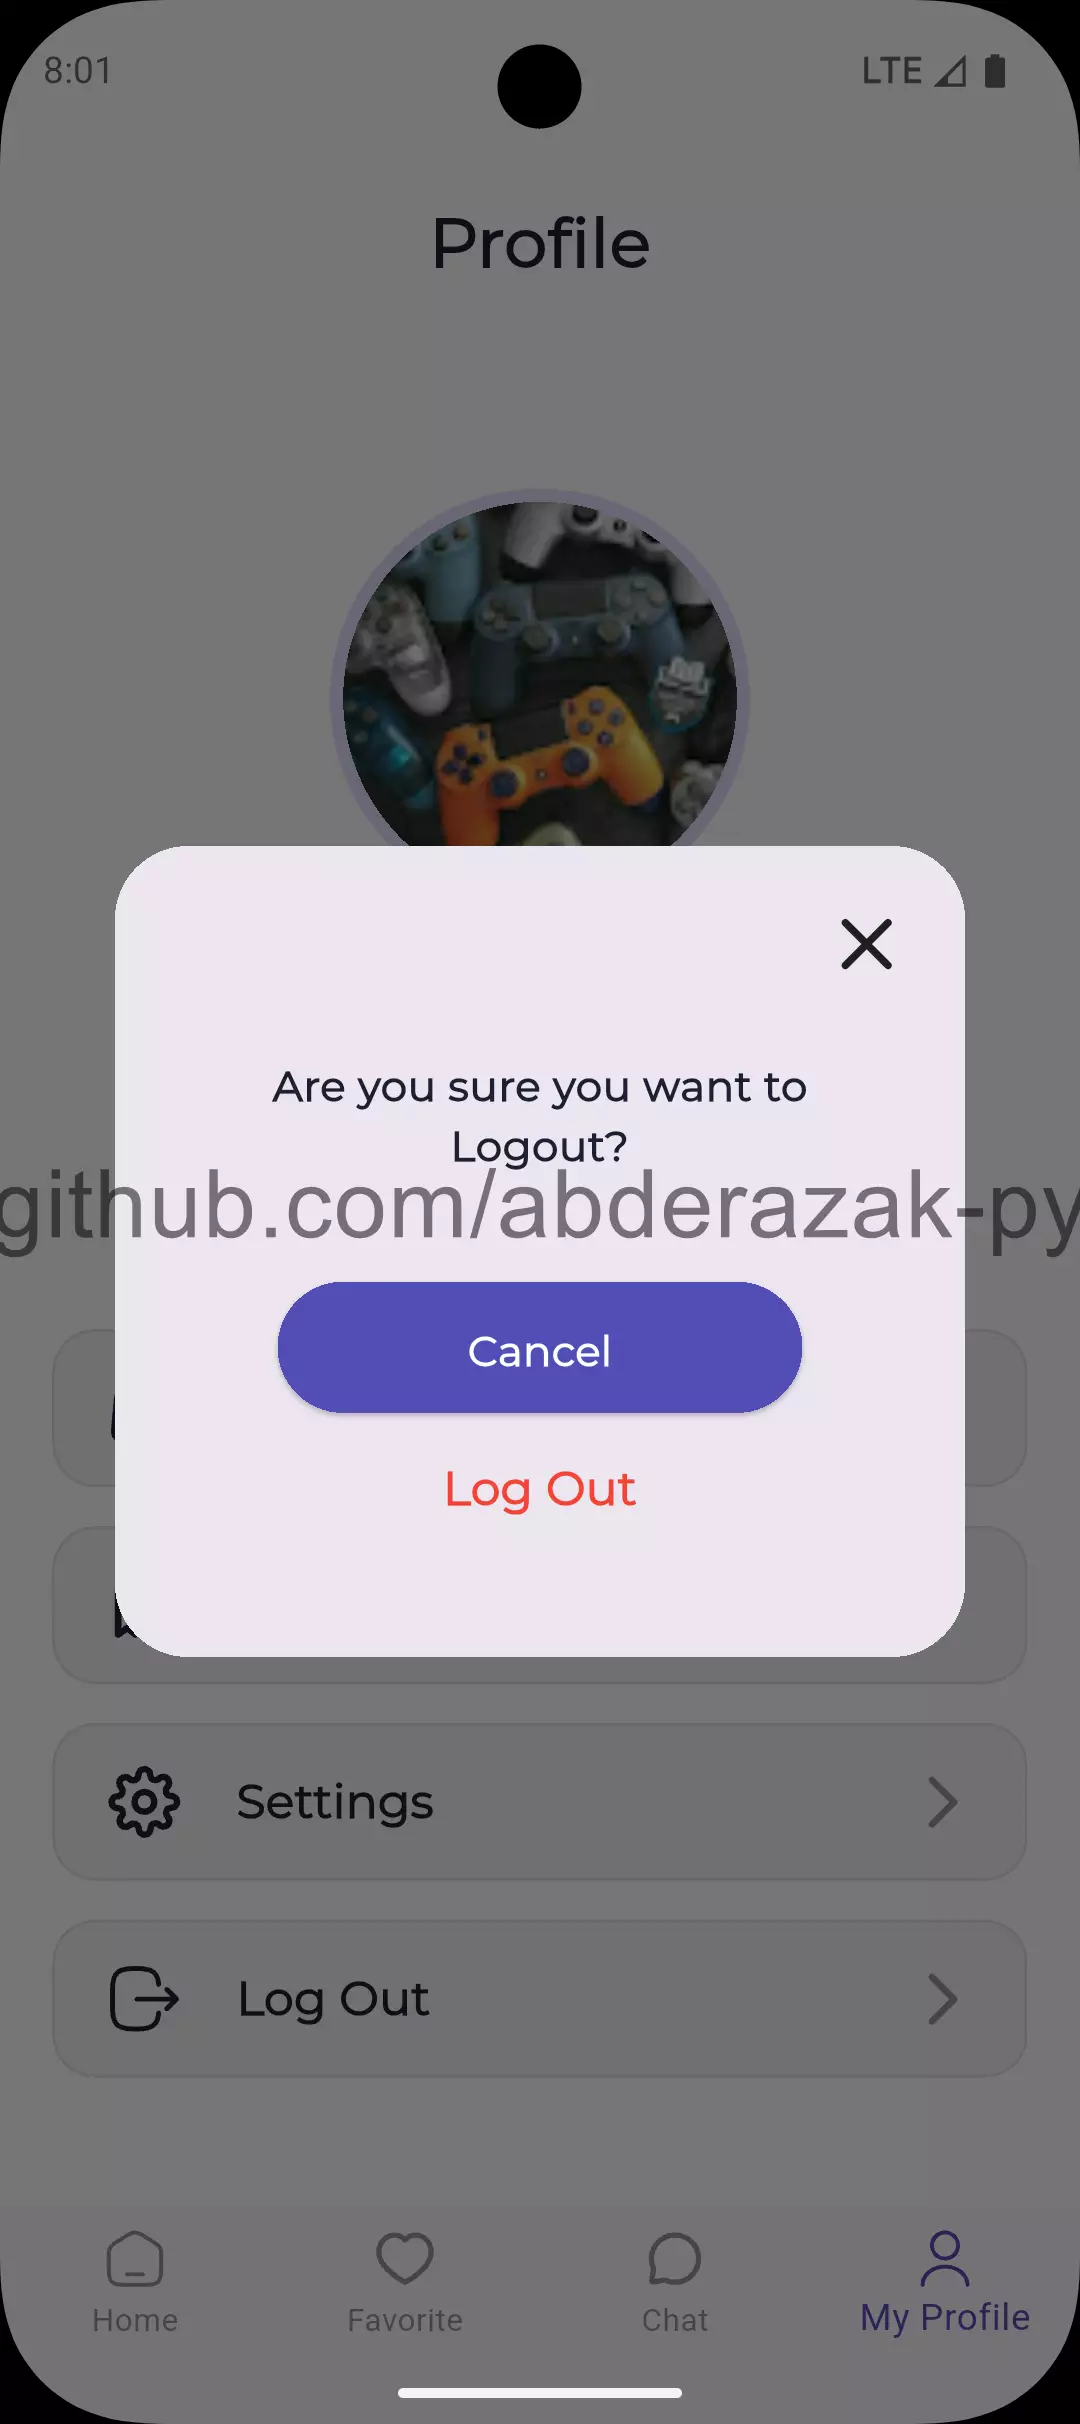 8:01
LTE
Profile
Are you sure you want to
Logout?
github.com/abderazak-py
Cancel
Log Out
Settings
Log Out
Home
Favorite
Chat
My Profile